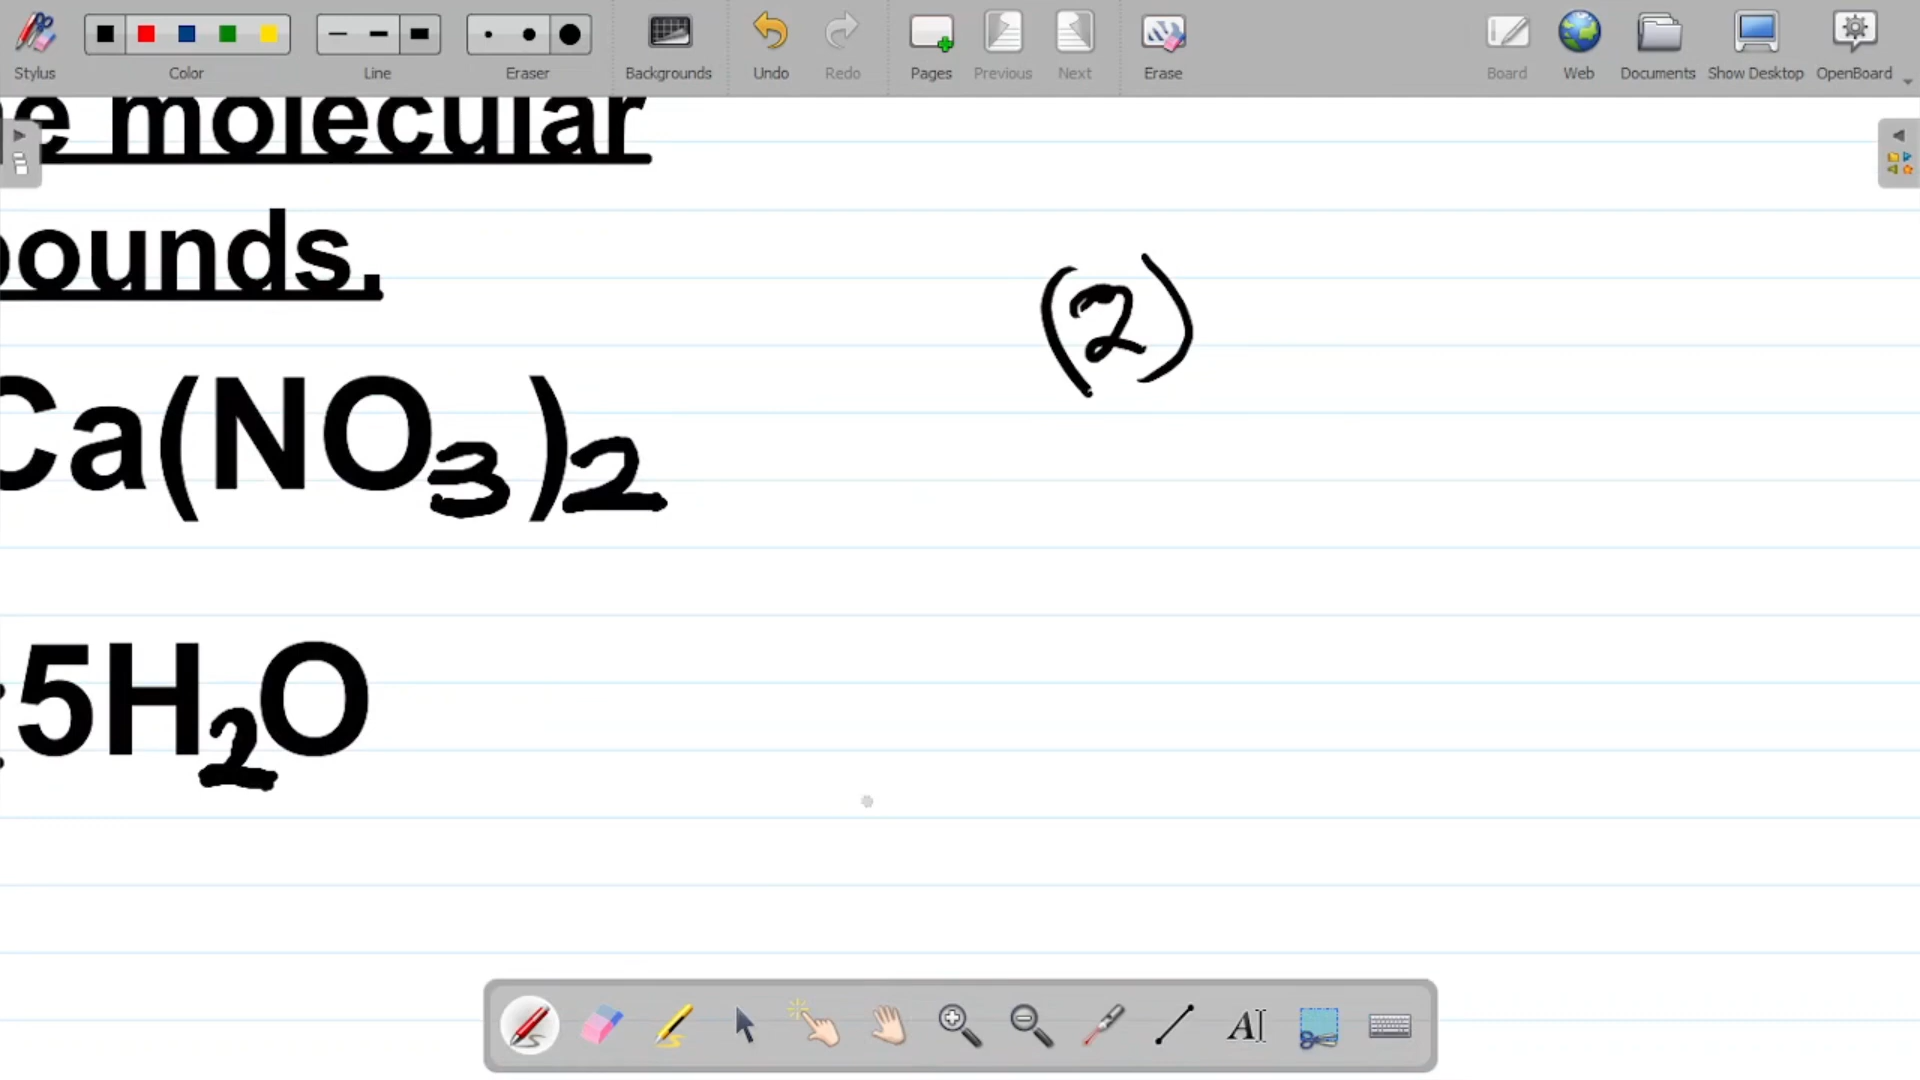 Stylus Color Line Eraser Backgrounds Undo Redo Pages Previous Next Erase Board Web Documents Show Desktop OpenBoard
e molecular
pounds.
(2)
Ca(NO₃)₂
5H₂O